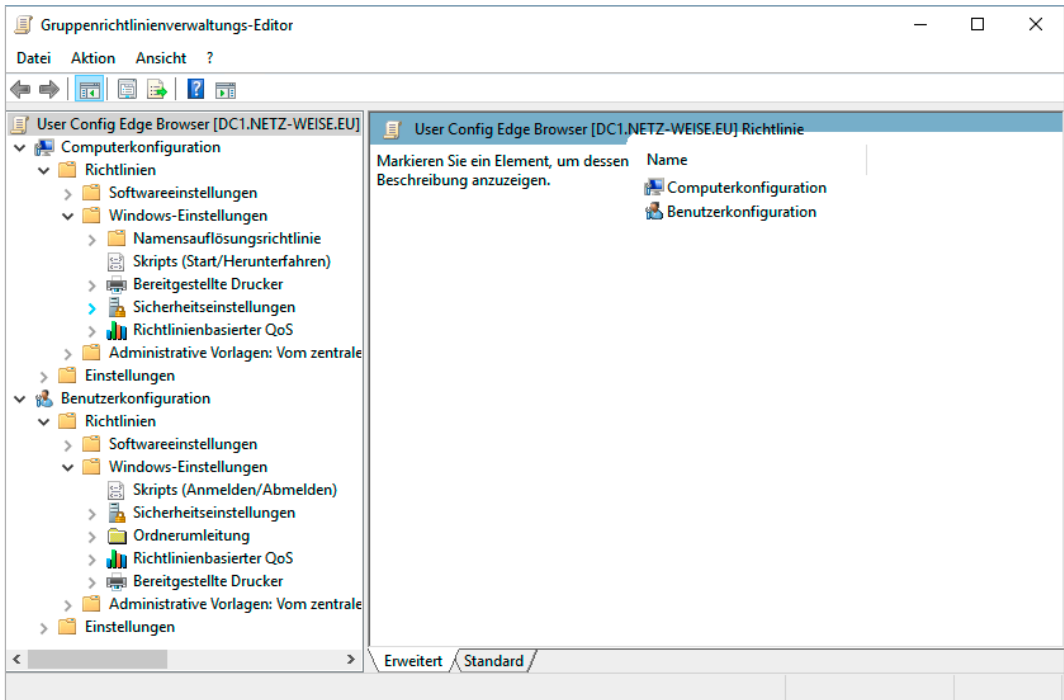 Gruppenrichtlinienverwaltungs-Editor
Datei Aktion Ansicht ?
User Config Edge Browser [DC1.NETZ-WEISE.EU]
Computerkonfiguration
Richtlinien
Softwareeinstellungen
Windows-Einstellungen
Namensauflösungsrichtlinie
Skripts (Start/Herunterfahren)
Bereitgestellte Drucker
Sicherheitseinstellungen
Richtlinienbasierter QoS
Administrative Vorlagen: Vom zentrale
Einstellungen
Benutzerkonfiguration
Richtlinien
Softwareeinstellungen
Windows-Einstellungen
Skripts (Anmelden/Abmelden)
Sicherheitseinstellungen
Ordnerumleitung
Richtlinienbasierter QoS
Bereitgestellte Drucker
Administrative Vorlagen: Vom zentrale
Einstellungen
User Config Edge Browser [DC1.NETZ-WEISE.EU] Richtlinie
Markieren Sie ein Element, um dessen
Beschreibung anzuzeigen.
Name
Computerkonfiguration
Benutzerkonfiguration
Erweitert Standard